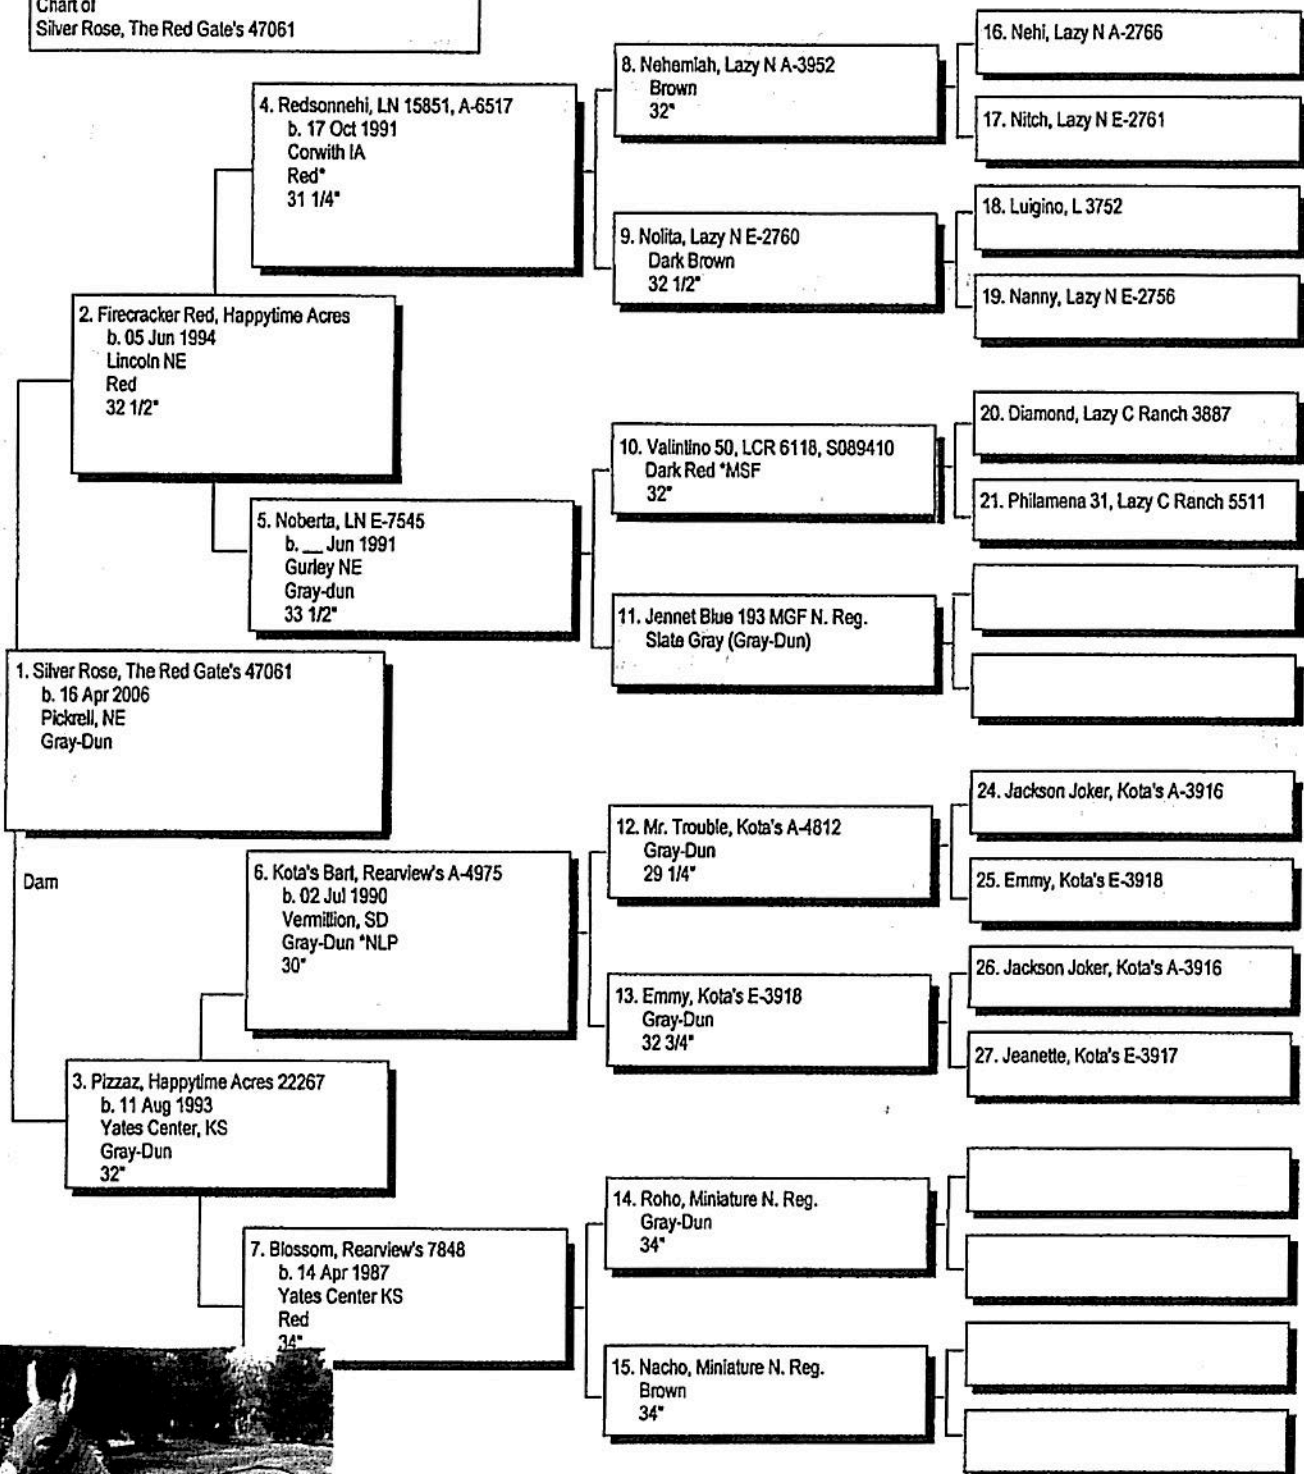 Chart of
Silver Rose, The Red Gate's 47061
16. Nehi, Lazy N A-2766
8. Nehemiah, Lazy N A-3952
Brown
32"
17. Nitch, Lazy N E-2761
4. Redsonnehi, LN 15851, A-6517
b. 17 Oct 1991
Corwith IA
Red*
31 1/4"
18. Luigino, L 3752
9. Nolita, Lazy N E-2760
Dark Brown
32 1/2"
19. Nanny, Lazy N E-2756
2. Firecracker Red, Happytime Acres
b. 05 Jun 1994
Lincoln NE
Red
32 1/2"
20. Diamond, Lazy C Ranch 3887
10. Valintino 50, LCR 6118, S089410
Dark Red *MSF
32"
21. Philamena 31, Lazy C Ranch 5511
5. Noberta, LN E-7545
b. __ Jun 1991
Gurley NE
Gray-dun
33 1/2"
11. Jennet Blue 193 MGF N. Reg.
Slate Gray (Gray-Dun)
1. Silver Rose, The Red Gate's 47061
b. 16 Apr 2006
Pickrell, NE
Gray-Dun
24. Jackson Joker, Kota's A-3916
12. Mr. Trouble, Kota's A-4812
Gray-Dun
29 1/4"
25. Emmy, Kota's E-3918
Dam
6. Kota's Bart, Rearview's A-4975
b. 02 Jul 1990
Vermillion, SD
Gray-Dun *NLP
30"
26. Jackson Joker, Kota's A-3916
13. Emmy, Kota's E-3918
Gray-Dun
32 3/4"
27. Jeanette, Kota's E-3917
3. Pizzaz, Happytime Acres 22267
b. 11 Aug 1993
Yates Center, KS
Gray-Dun
32"
14. Roho, Miniature N. Reg.
Gray-Dun
34"
7. Blossom, Rearview's 7848
b. 14 Apr 1987
Yates Center KS
Red
34"
15. Nacho, Miniature N. Reg.
Brown
34"